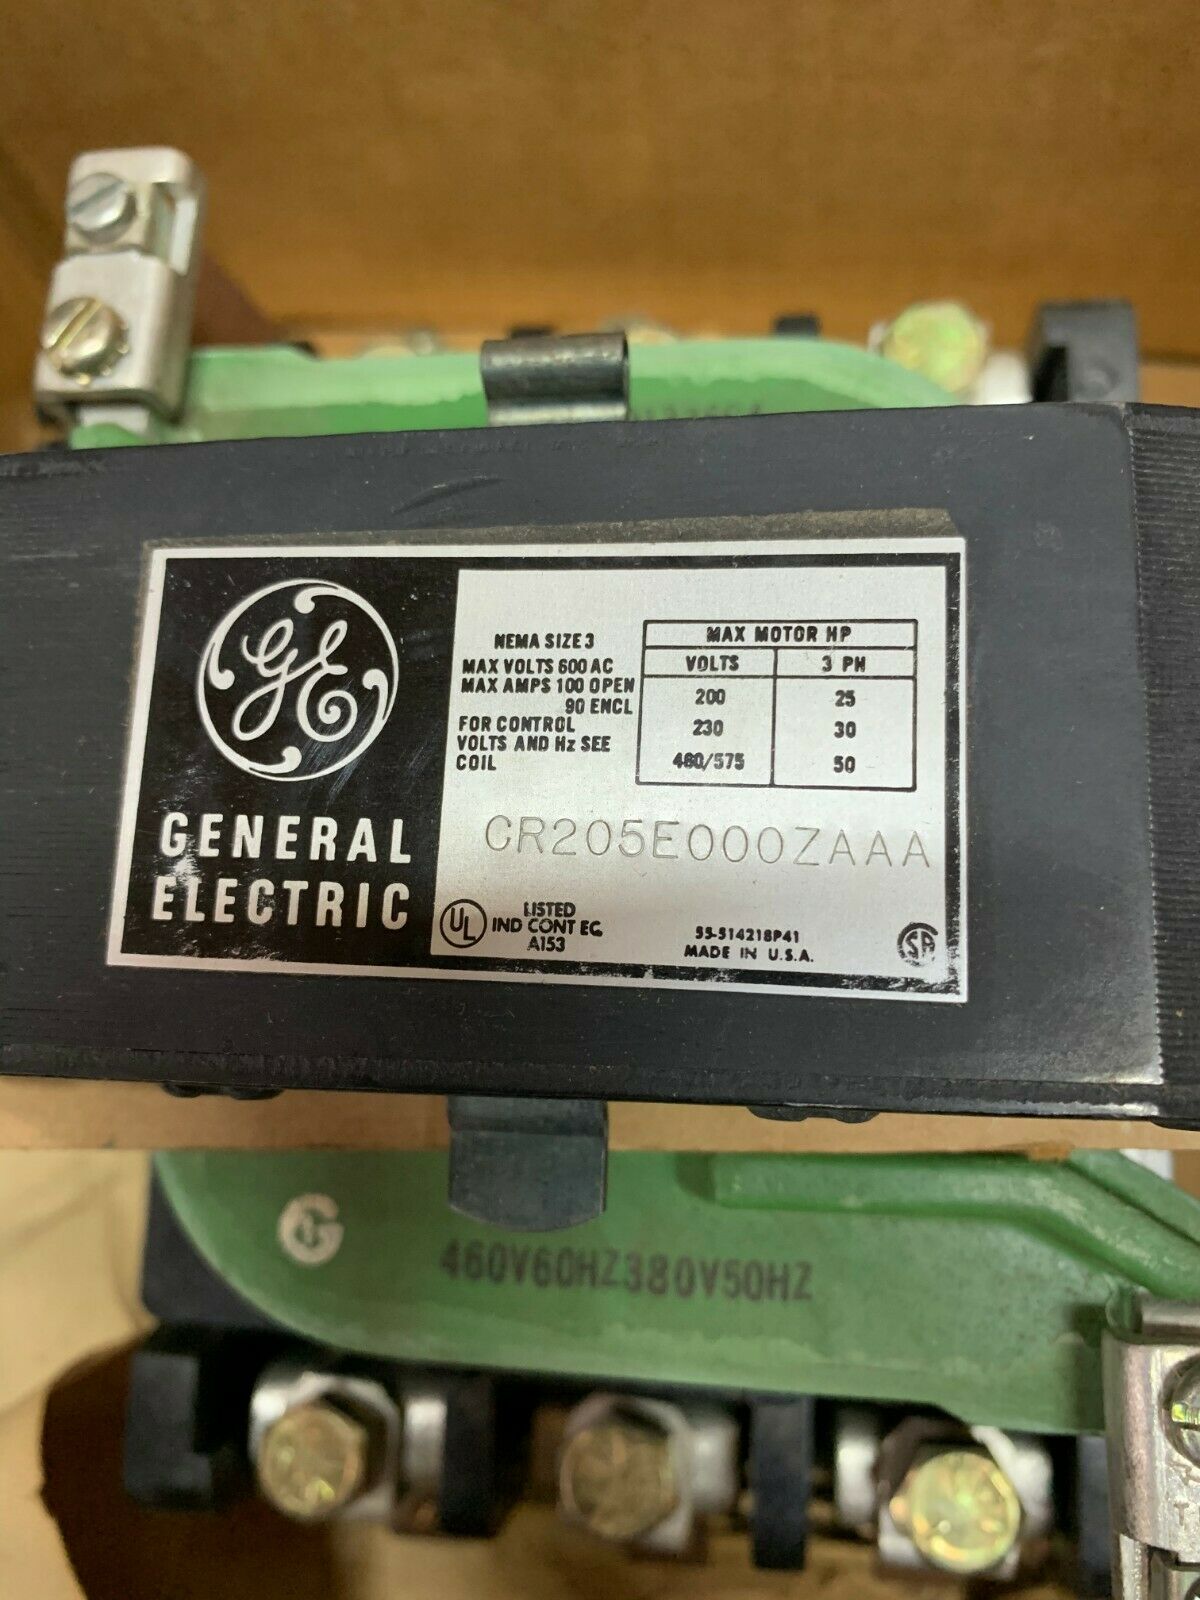 GE
GENERAL
ELECTRIC
NEMA SIZE 3
MAX VOLTS 600 AC
MAX AMPS 100 OPEN
90 ENCL
FOR CONTROL
VOLTS AND Hz SEE
COIL
MAX MOTOR HP
VOLTS 3 PH
200 25
230 30
460/575 50
CR205E000ZAAA
UL
LISTED
IND CONT EQ.
A153
55-514218P41
MADE IN U.S.A.
SA
G
460V60HZ380V50HZ